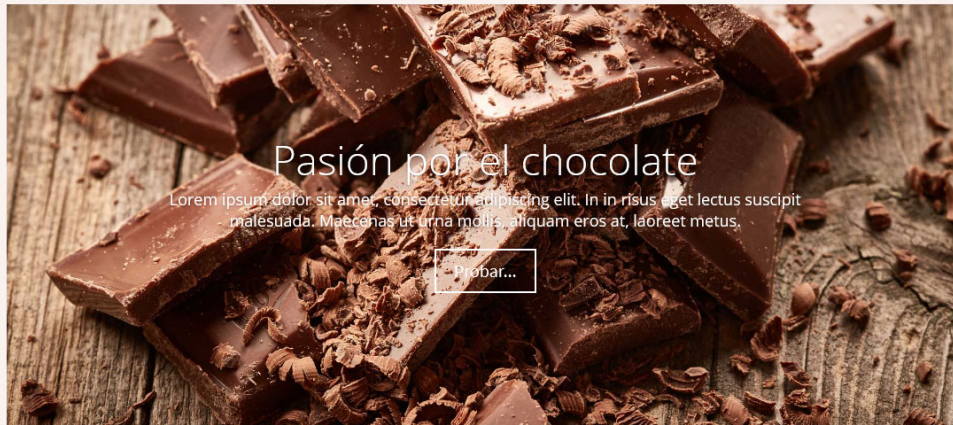 Pasión por el chocolate
Lorem ipsum dolor sit amet, consectetur adipiscing elit. In in risus eget lectus suscipit
malesuada. Maecenas ut urna mollis, aliquam eros at, laoreet metus.
Probar...